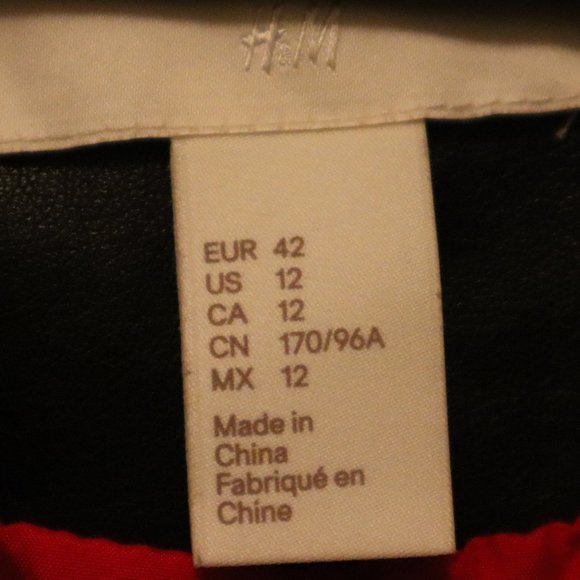 H&M
EUR 42
US 12
CA 12
CN 170/96A
MX 12
Made in
China
Fabriqué en
Chine